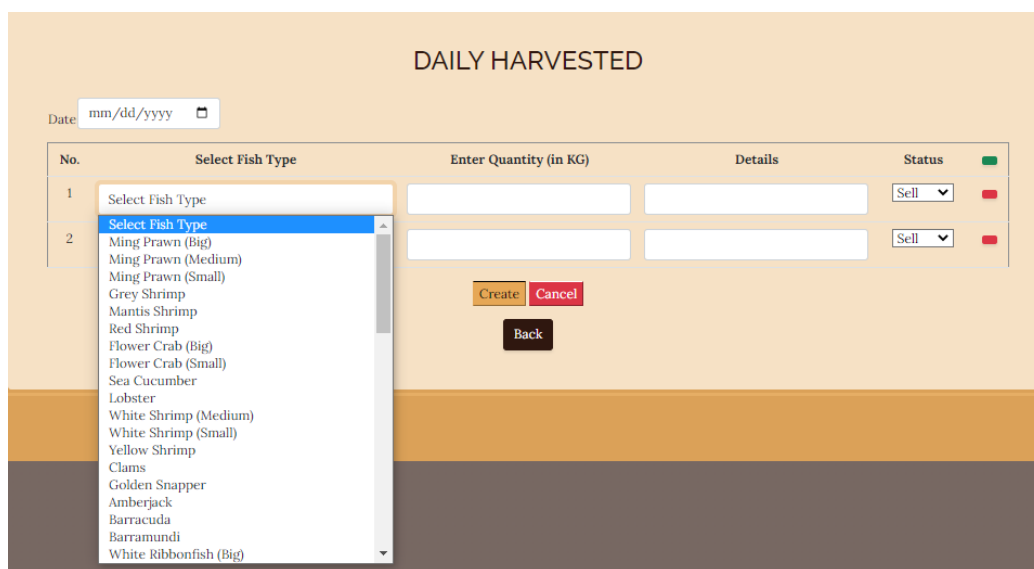 DAILY HARVESTED
Date mm/dd/yyyy
No. Select Fish Type Enter Quantity (in KG) Details Status
1 Select Fish Type Sell
Select Fish Type
2 Sell
Ming Prawn (Big)
Ming Prawn (Medium)
Ming Prawn (Small)
Grey Shrimp
Mantis Shrimp
Red Shrimp
Flower Crab (Big)
Flower Crab (Small)
Sea Cucumber
Lobster
White Shrimp (Medium)
White Shrimp (Small)
Yellow Shrimp
Clams
Golden Snapper
Amberjack
Barracuda
Barramundi
White Ribbonfish (Big)
Create Cancel
Back